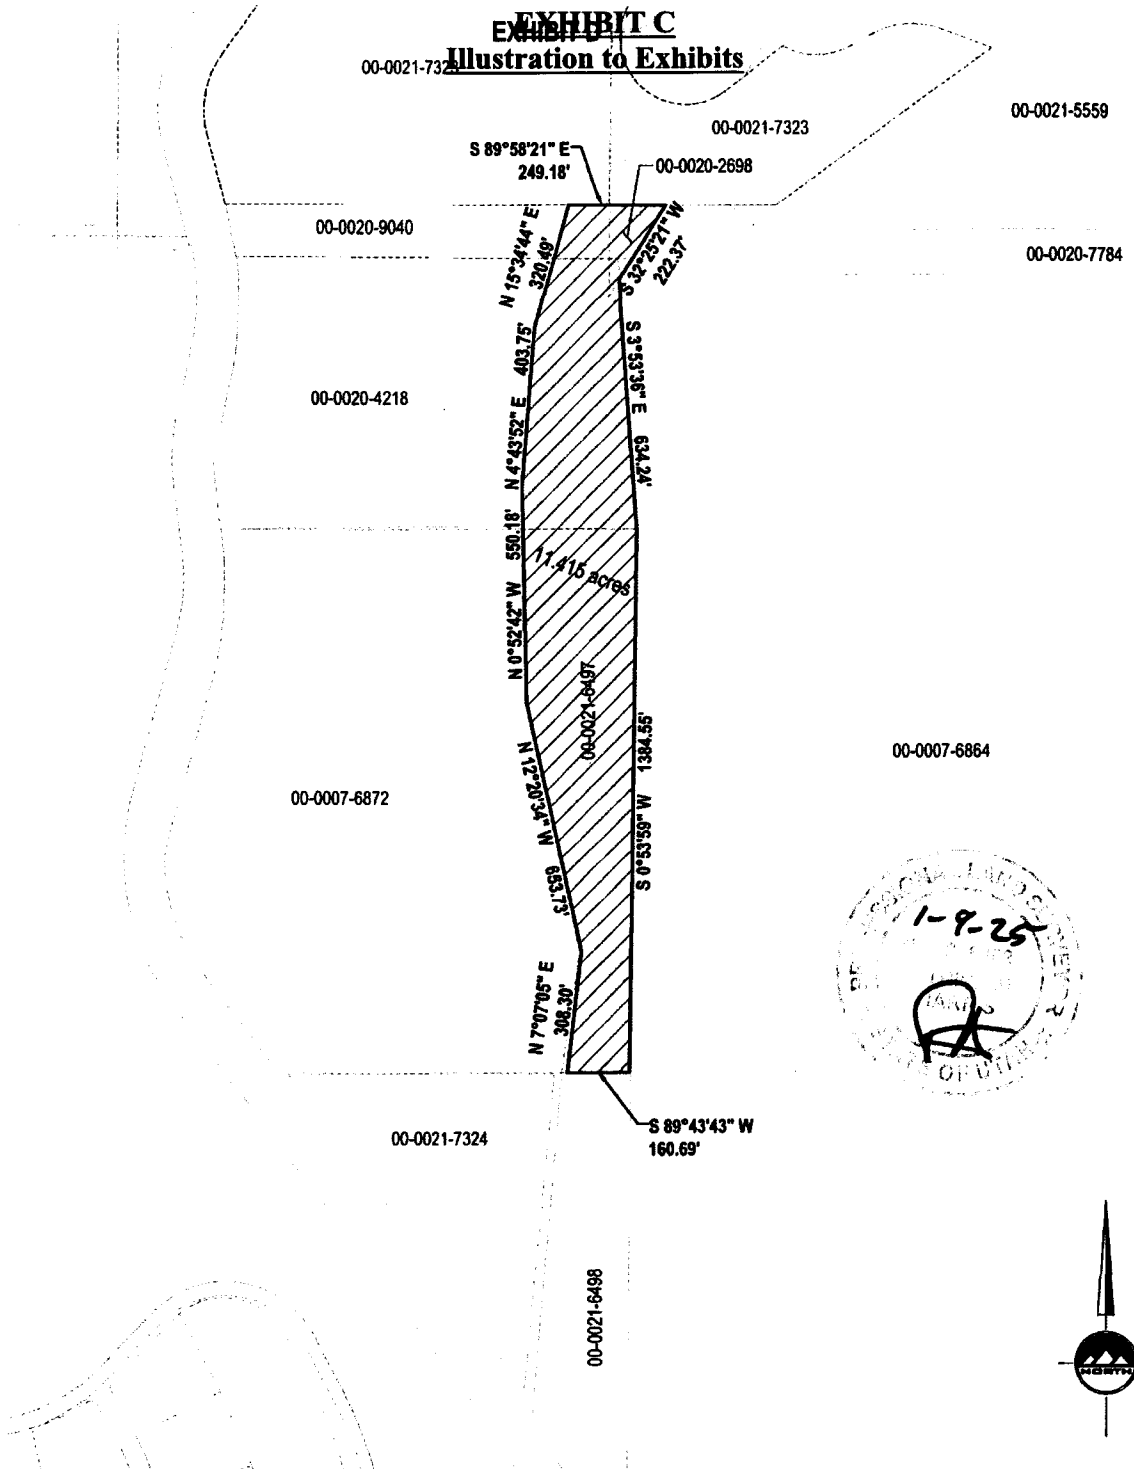 EXHIBIT C
Illustration to Exhibits
00-0021-5559
00-0021-7323
S 89°58'21" E
249.18'
00-0020-2698
00-0020-9040
00-0020-7784
N 15°34'44" E
320.49'
S 32°25'21" W
222.37'
N 4°43'52" E 403.75'
S 3°53'36" E 634.24'
00-0020-4218
N 0°52'42" W 550.18'
11.415 acres
00-0021-6497
S 0°53'59" W 1384.55'
00-0007-6864
00-0007-6872
N 12°20'34" W 653.73'
1-9-25
N 7°07'05" E
308.30'
S 89°43'43" W
160.69'
00-0021-7324
00-0021-6498
NORTH